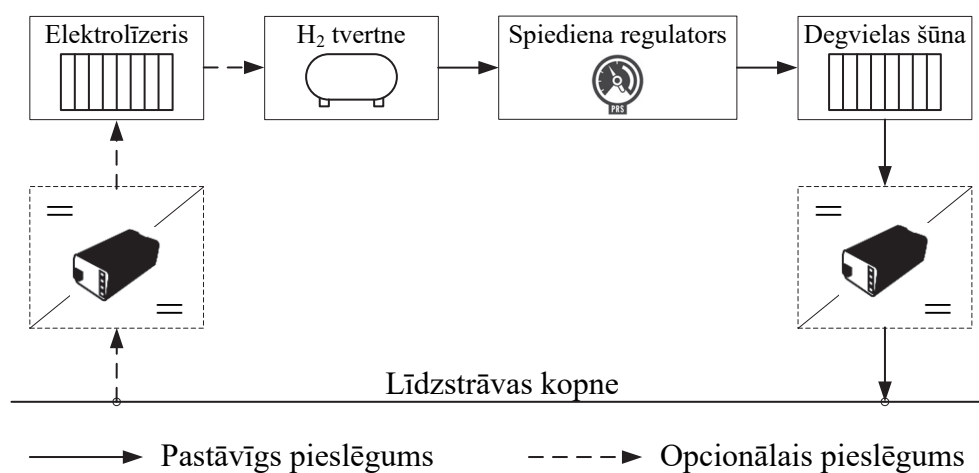 Elektrolīzeris
H₂ tvertne
Spiediena regulators
Degvielas šūna
PRS
Līdzstrāvas kopne
Pastāvīgs pieslēgums
Opcionālais pieslēgums